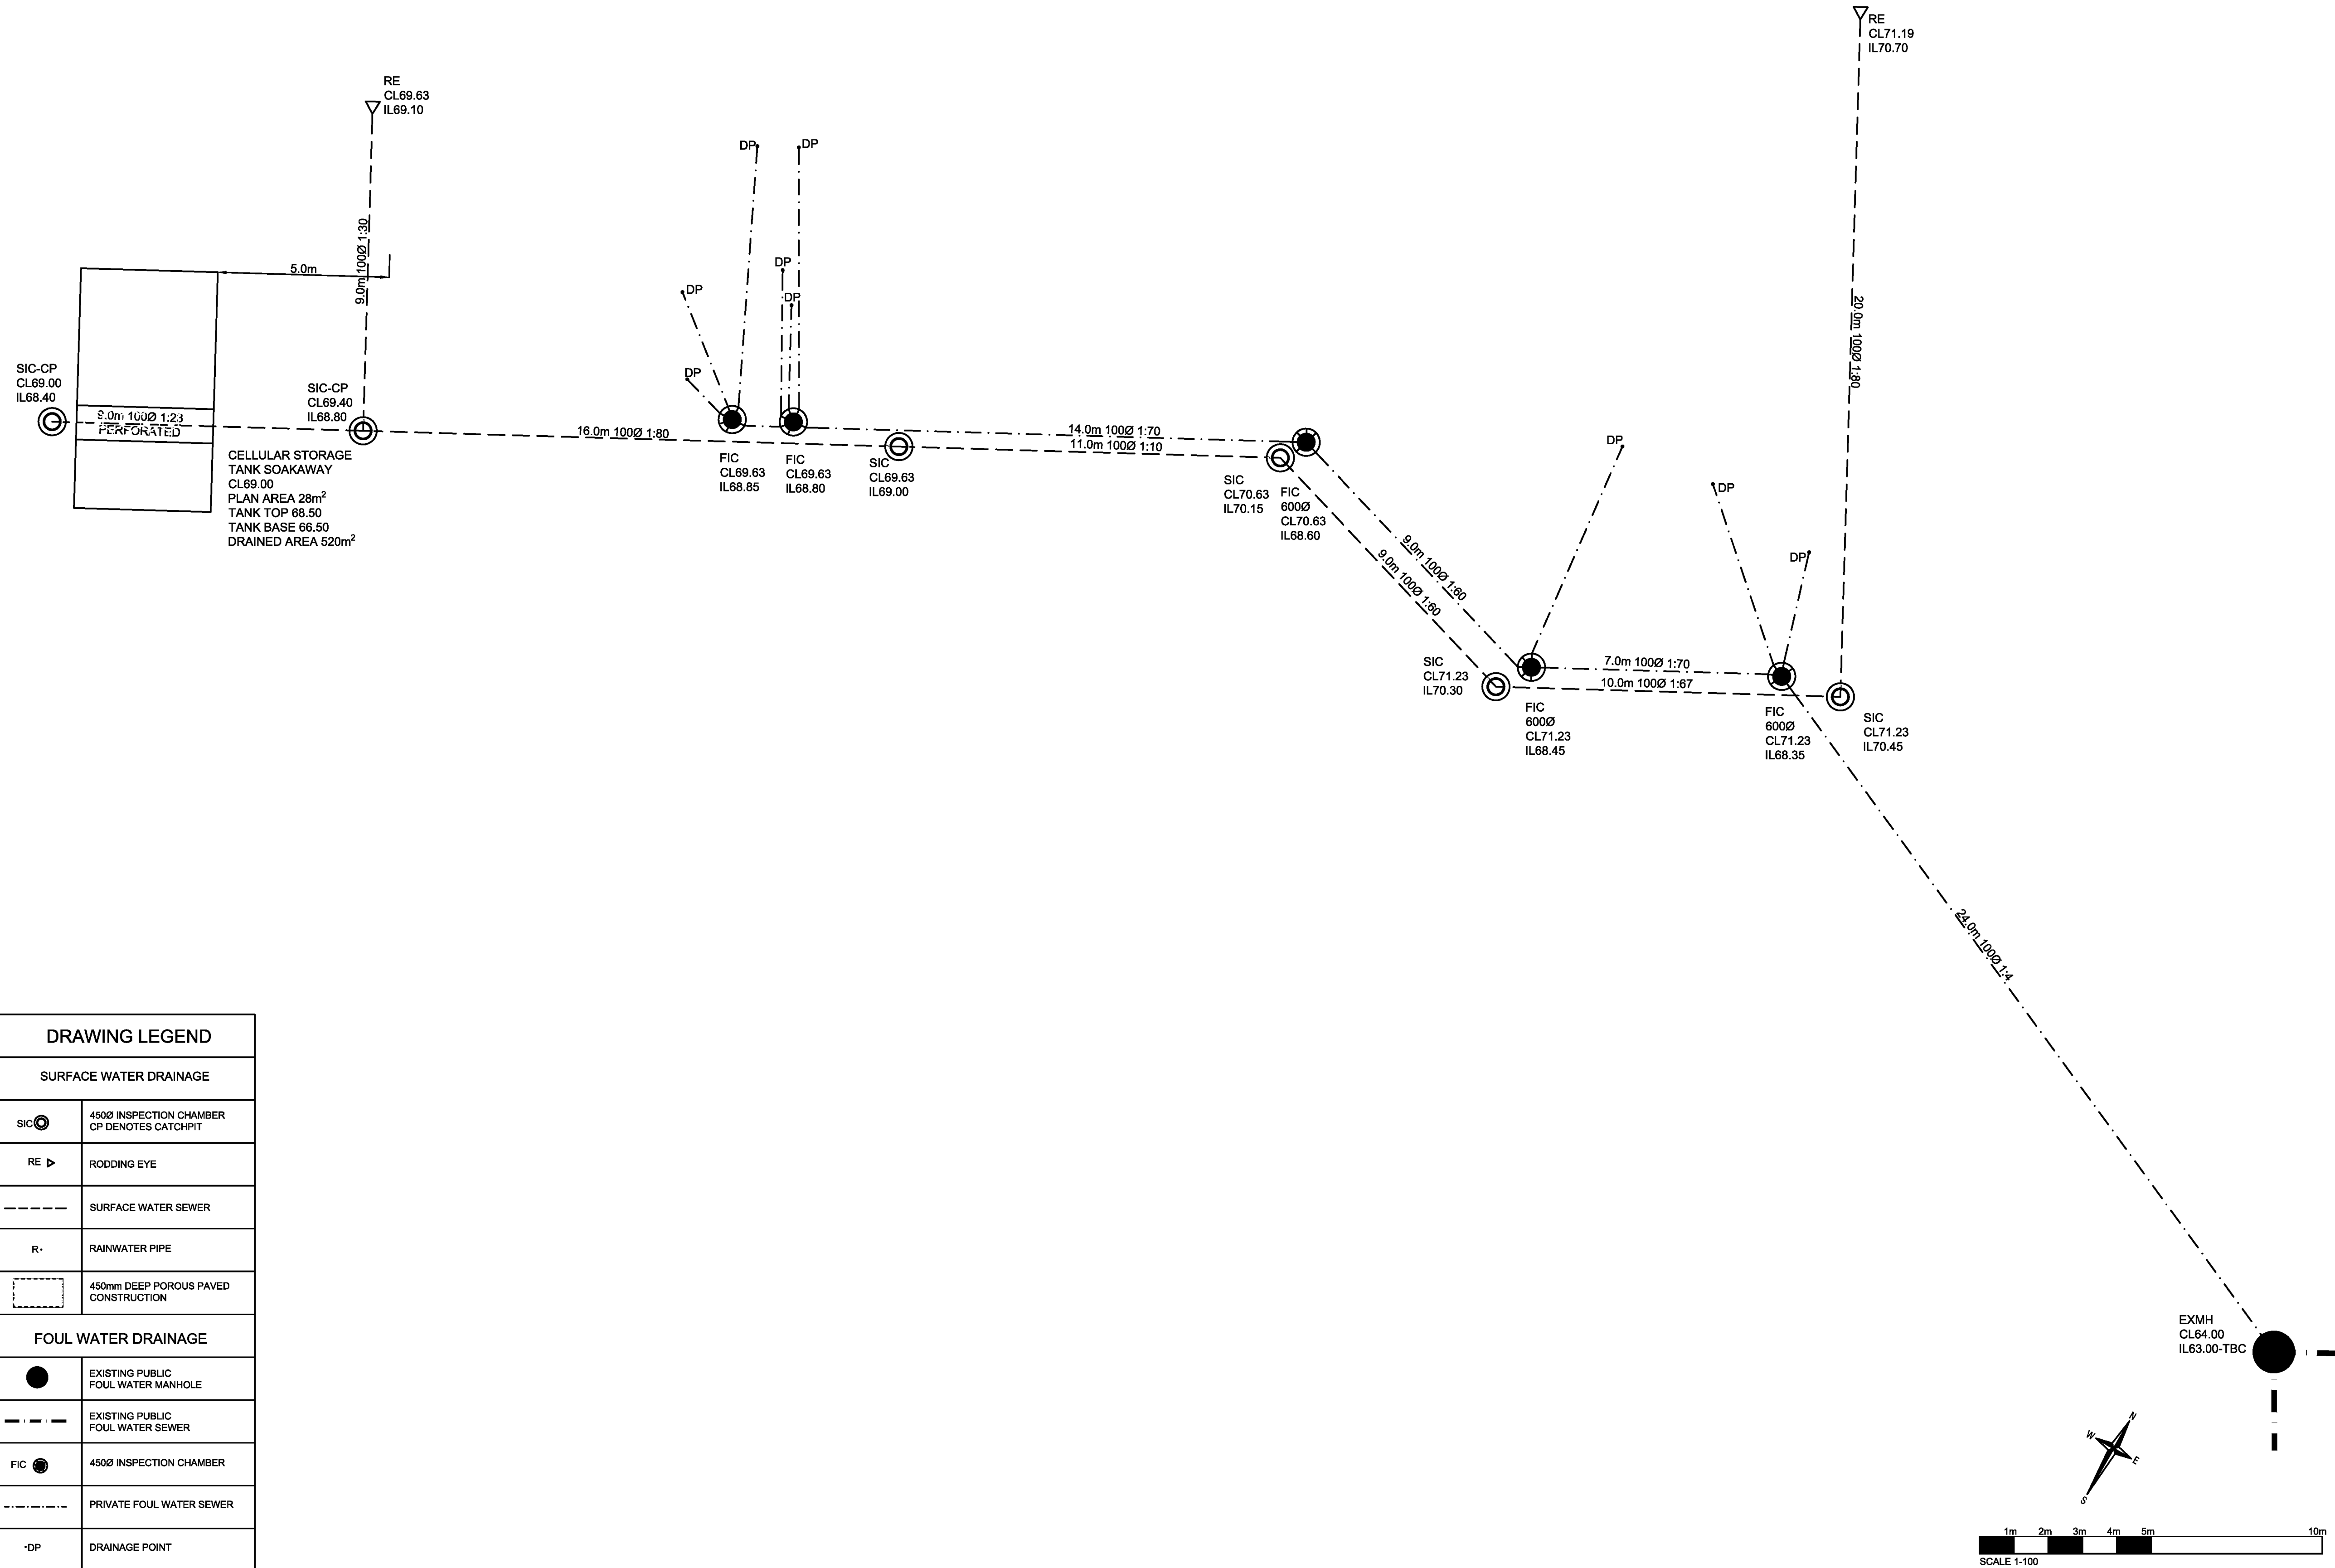 RE
CL71.19
IL70.70
RE
CL69.63
IL69.10
DP
DP
9.0m 100Ø 1:30
5.0m
DP
DP
DP
DP
20.0m 100Ø 1:80
SIC-CP
CL69.00
IL68.40
SIC-CP
CL69.40
IL68.80
9.0m 100Ø 1:23
PERFORATED
16.0m 100Ø 1:80
14.0m 100Ø 1:70
11.0m 100Ø 1:10
CELLULAR STORAGE
TANK SOAKAWAY
CL69.00
PLAN AREA 28m²
TANK TOP 68.50
TANK BASE 66.50
DRAINED AREA 520m²
FIC
CL69.63
IL68.85
FIC
CL69.63
IL68.80
SIC
CL69.63
IL69.00
SIC
CL70.63
IL70.15
FIC
600Ø
CL70.63
IL68.60
DP
DP
DP
9.0m 100Ø 1:60
9.0m 100Ø 1:60
SIC
CL71.23
IL70.30
7.0m 100Ø 1:70
10.0m 100Ø 1:67
FIC
600Ø
CL71.23
IL68.45
FIC
600Ø
CL71.23
IL68.35
SIC
CL71.23
IL70.45
24.0m 100Ø 1:4
DRAWING LEGEND
SURFACE WATER DRAINAGE
SIC
450Ø INSPECTION CHAMBER
CP DENOTES CATCHPIT
RE
RODDING EYE
SURFACE WATER SEWER
R
RAINWATER PIPE
450mm DEEP POROUS PAVED
CONSTRUCTION
FOUL WATER DRAINAGE
EXISTING PUBLIC
FOUL WATER MANHOLE
EXISTING PUBLIC
FOUL WATER SEWER
FIC
450Ø INSPECTION CHAMBER
PRIVATE FOUL WATER SEWER
DP
DRAINAGE POINT
EXMH
CL64.00
IL63.00-TBC
N
W
E
S
1m 2m 3m 4m 5m 10m
SCALE 1-100